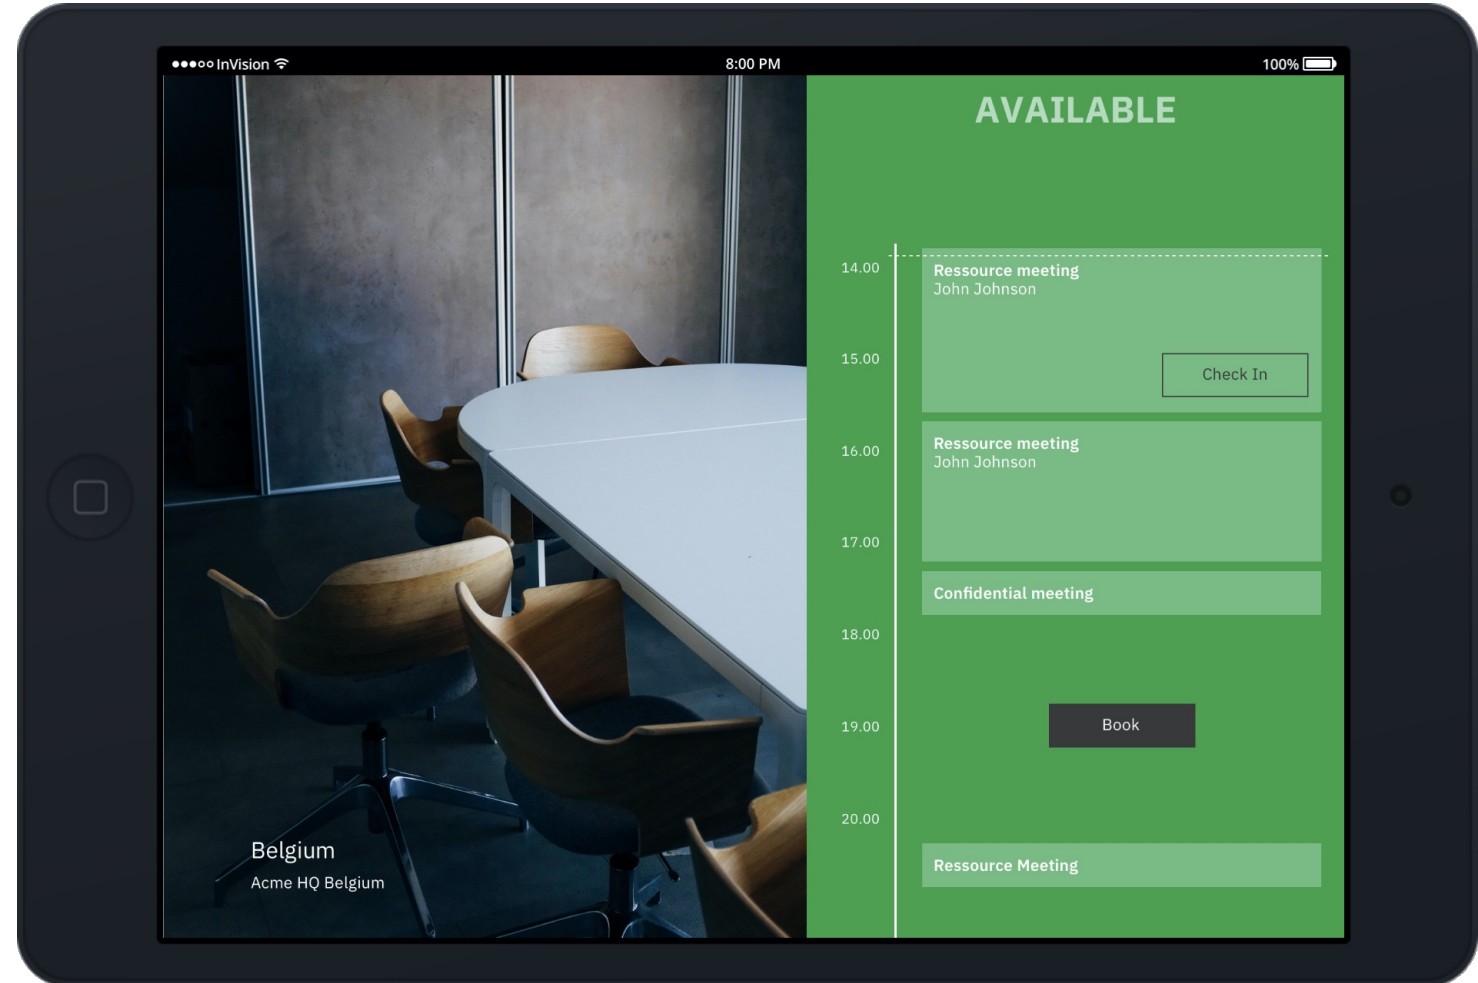 InVision
8:00 PM
100%
AVAILABLE
14.00
Ressource meeting
John Johnson
15.00
Check In
16.00
Ressource meeting
John Johnson
17.00
Confidential meeting
18.00
19.00
Book
20.00
Ressource Meeting
Belgium
Acme HQ Belgium